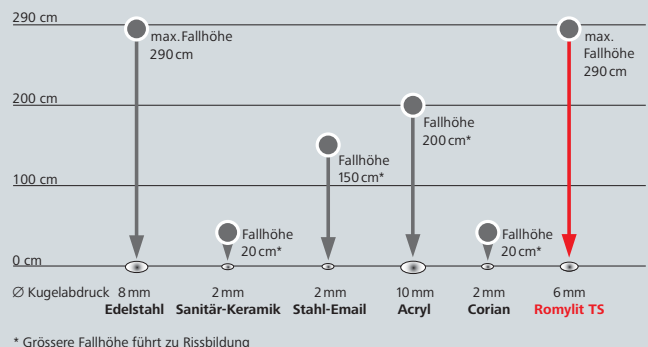 290 cm
max. Fallhöhe
290 cm
max.
Fallhöhe
290 cm
200 cm
Fallhöhe
200 cm*
Fallhöhe
150 cm*
100 cm
Fallhöhe
20 cm*
Fallhöhe
20 cm*
0 cm
Ø Kugelabdruck 8 mm 2 mm 2 mm 10 mm 2 mm 6 mm
Edelstahl Sanitär-Keramik Stahl-Email Acryl Corian Romylit TS
* Grössere Fallhöhe führt zu Rissbildung